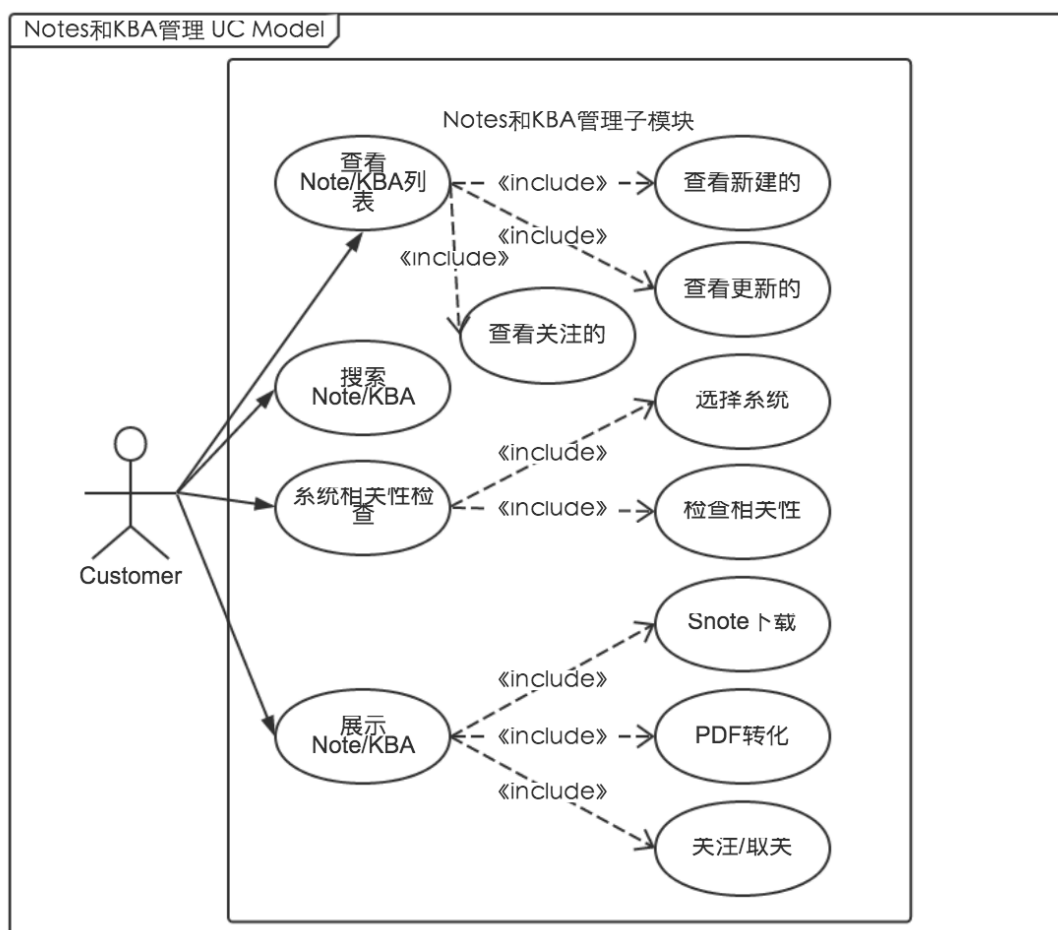 Notes和KBA管理 UC Model
Notes和KBA管理子模块
查看
Note/KBA列
表
《include》
查看新建的
《include》
查看更新的
《include》
查看关注的
搜索
Note/KBA
选择系统
《include》
系统相关性检
查
《include》
检查相关性
Customer
Snote下载
《include》
展示
Note/KBA
《include》
PDF转化
《include》
关注/取关